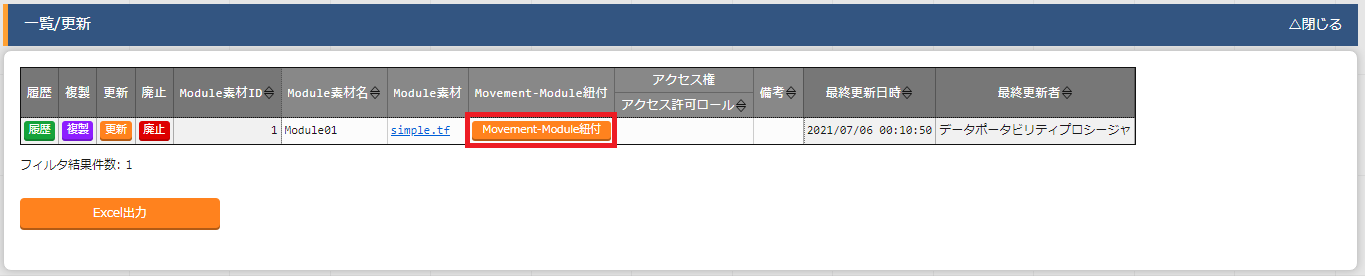 一覧/更新
△閉じる
履歴 複製 更新 廃止 Module素材ID Module素材名 Module素材 Movement-Module紐付 アクセス権 備考 最終更新日時 最終更新者
アクセス許可ロール
履歴 複製 更新 廃止 1 Module01 simple.tf Movement-Module紐付 2021/07/06 00:10:50 データポータビリティプロシージャ
フィルタ結果件数: 1
Excel出力